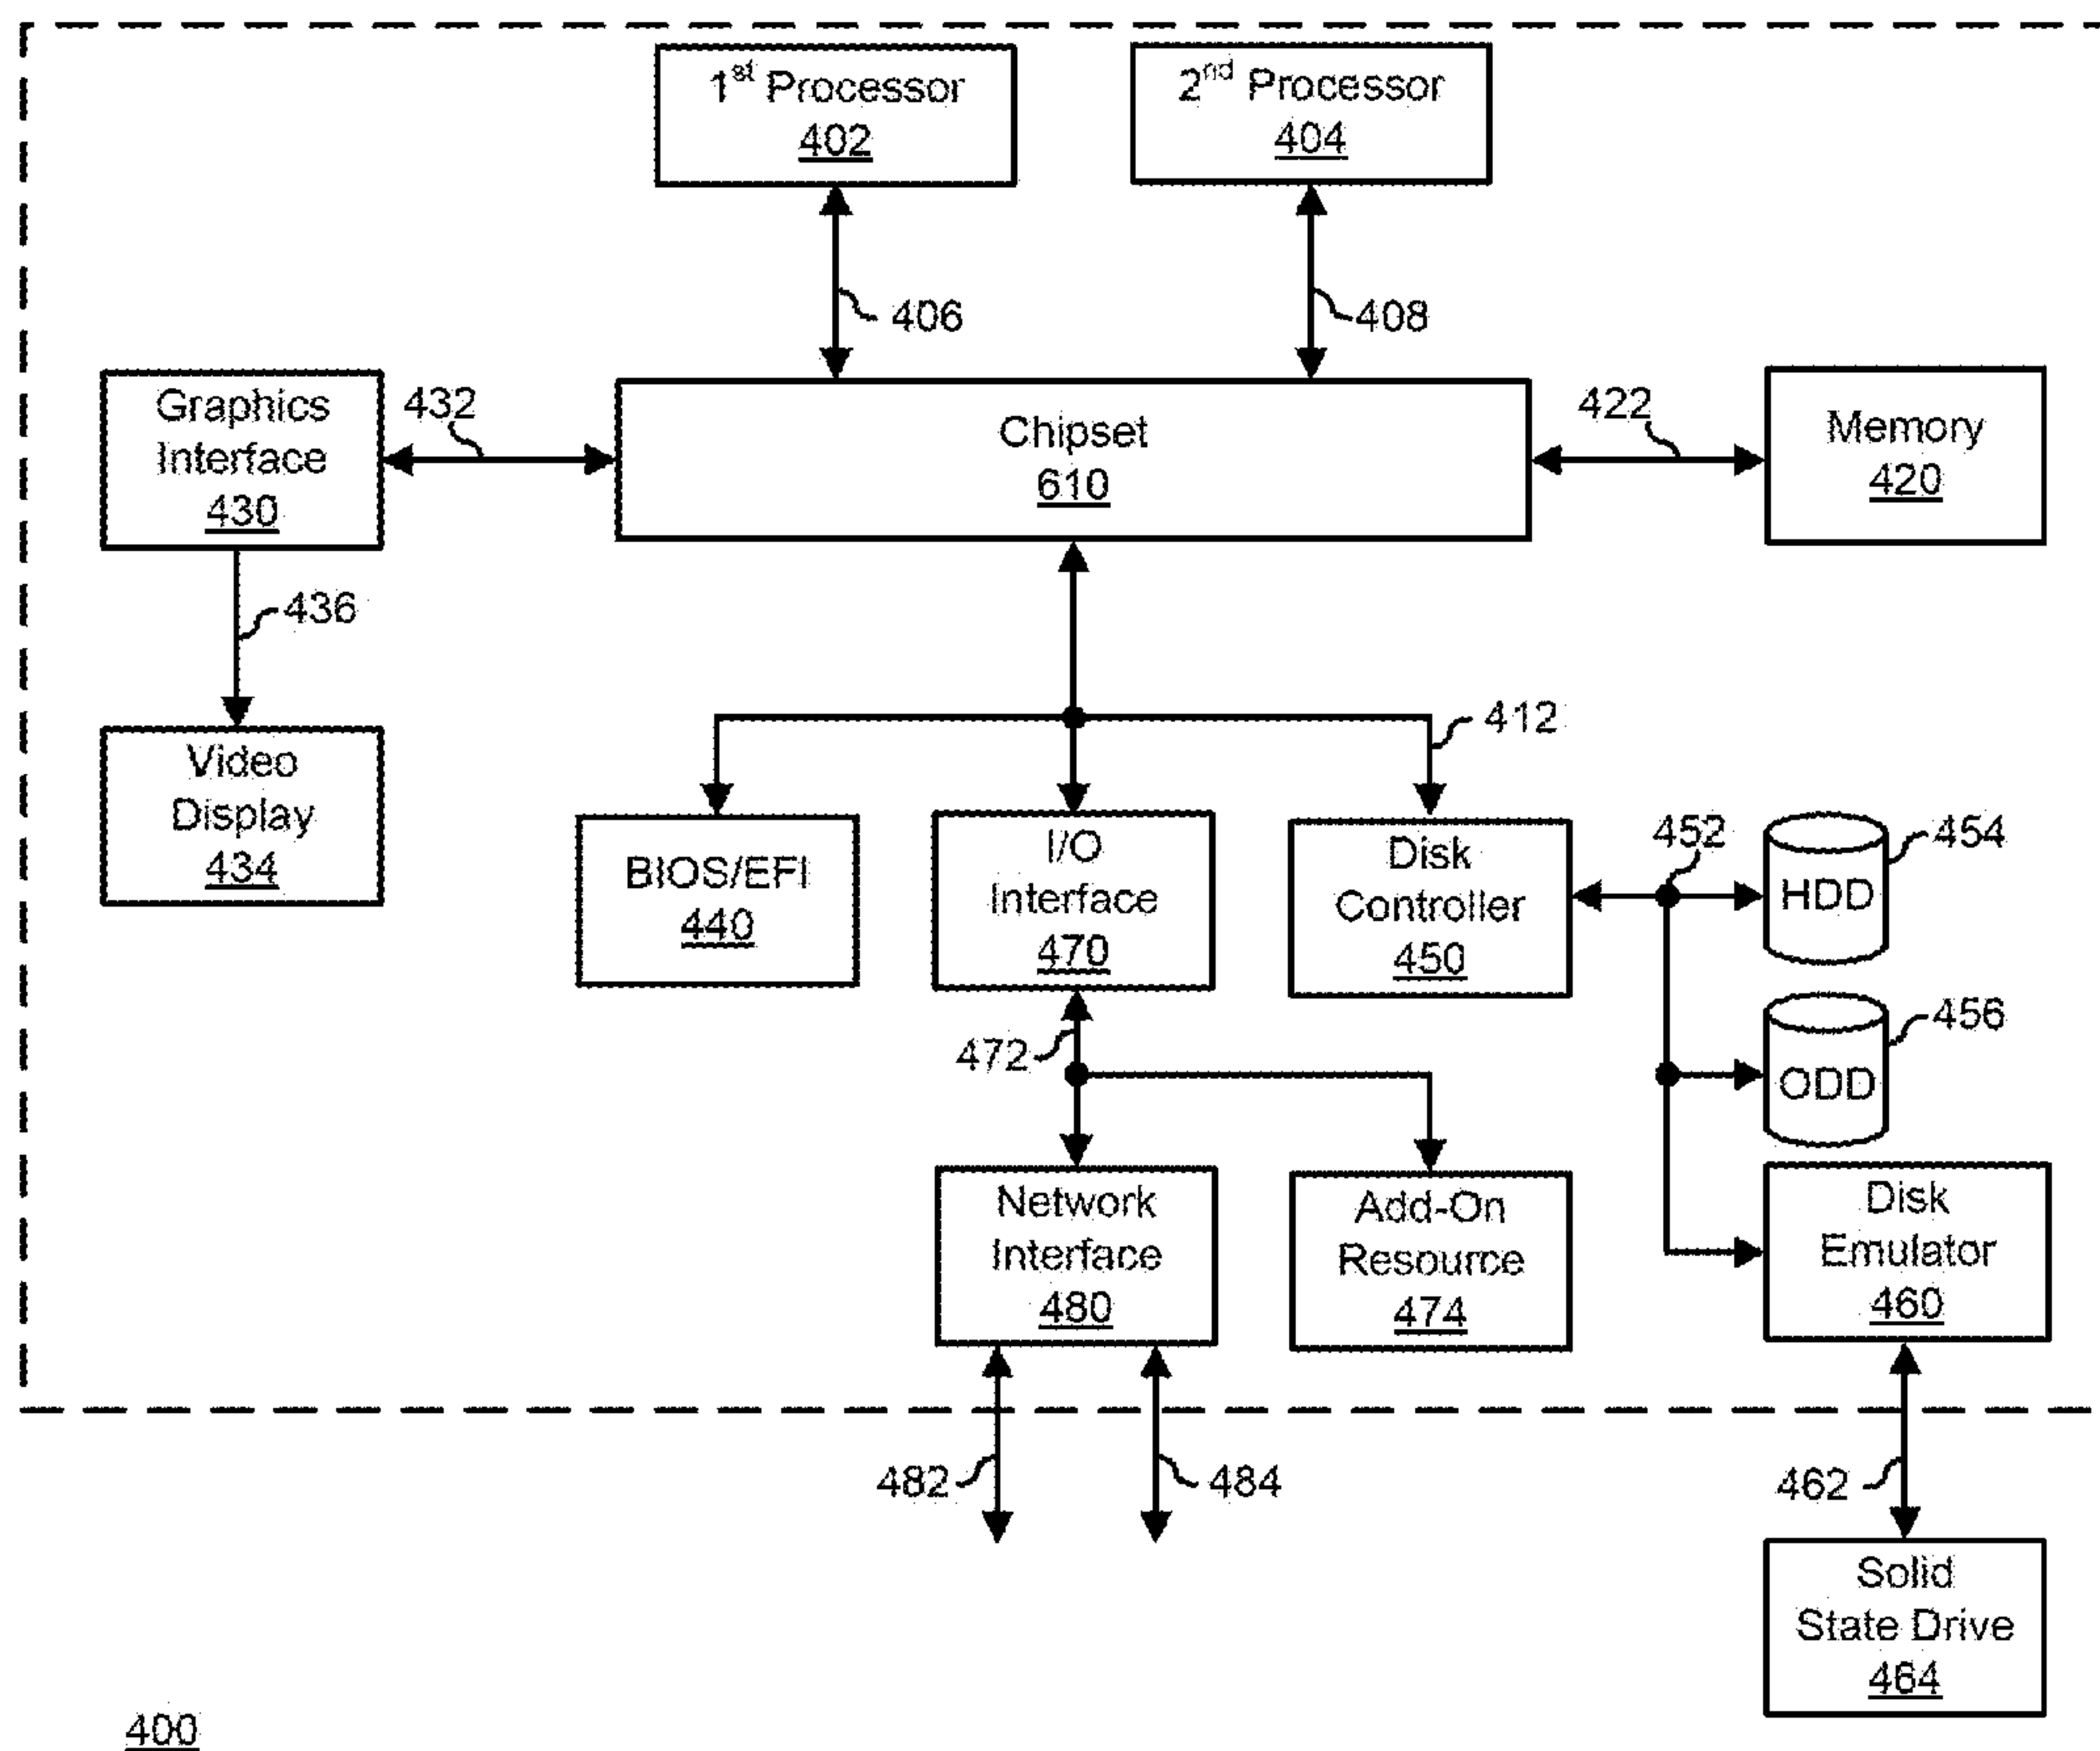 1st Processor
402
2nd Processor
404
406
408
Graphics
Interface
430
432
Chipset
610
422
Memory
420
436
412
Video
Display
434
BIOS/EFI
440
I/O
Interface
470
Disk
Controller
450
452
454
HDD
456
ODD
472
Network
Interface
480
Add-On
Resource
474
Disk
Emulator
460
482
484
462
Solid
State Drive
464
400